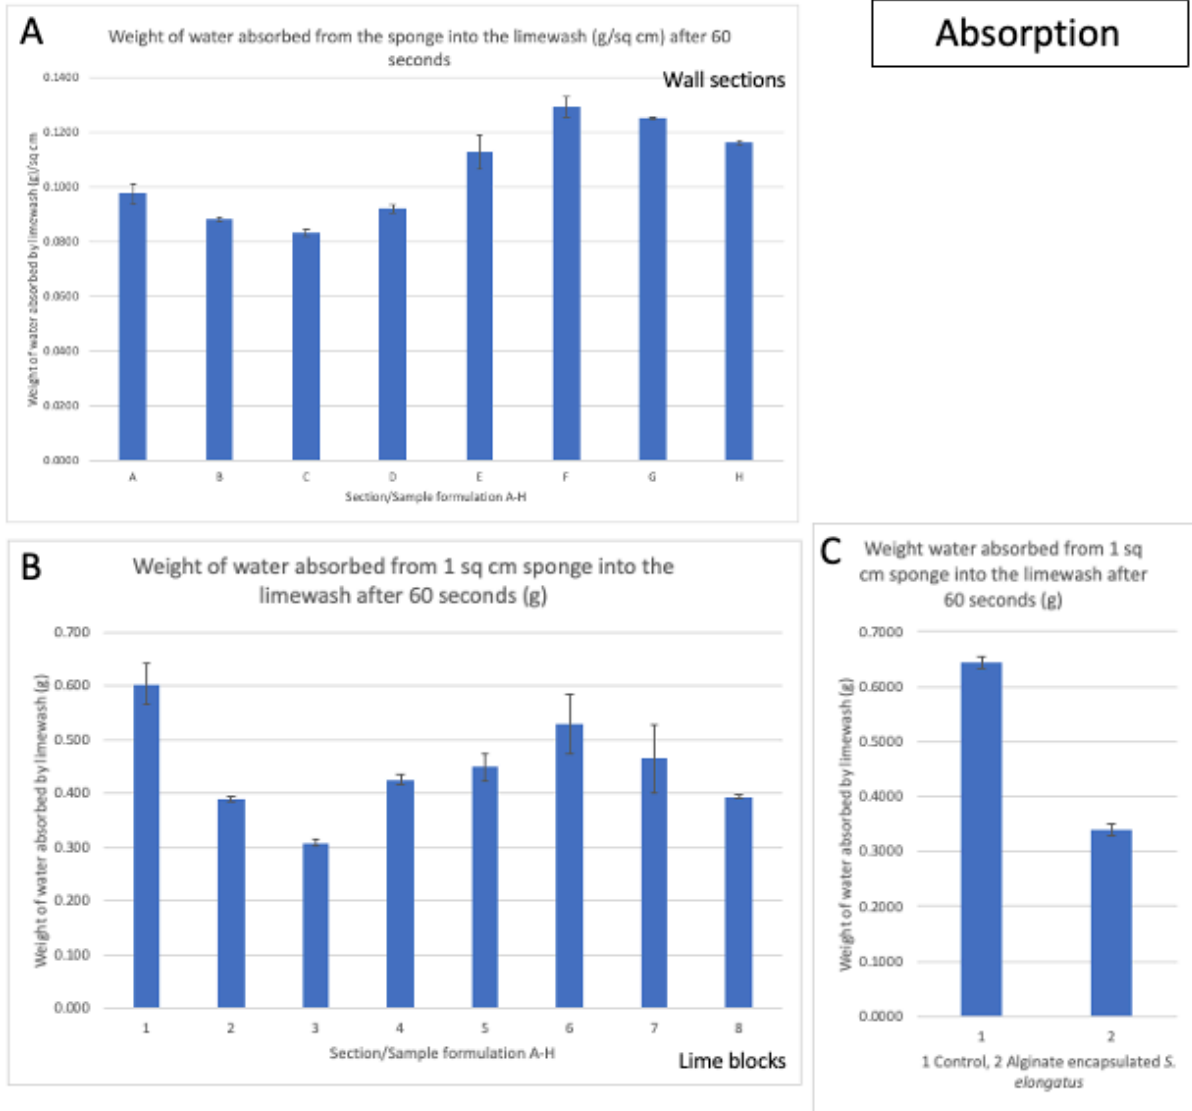 A
Weight of water absorbed from the sponge into the limewash (g/sq cm) after 60
seconds
Absorption
Wall sections
Weight of water absorbed by limewash (g)/sq cm
0.1400
0.1200
0.1000
0.0800
0.0600
0.0400
0.0200
0.0000
A B C D E F G H
Section/Sample formulation A-H
B
Weight of water absorbed from 1 sq cm sponge into the
limewash after 60 seconds (g)
Weight of water absorbed by limewash (g)
0.700
0.600
0.500
0.400
0.300
0.200
0.100
0.000
1 2 3 4 5 6 7 8
Section/Sample formulation A-H
Lime blocks
C
Weight water absorbed from 1 sq
cm sponge into the limewash after
60 seconds (g)
Weight of water absorbed by limewash (g)
0.7000
0.6000
0.5000
0.4000
0.3000
0.2000
0.1000
0.0000
1 2
1 Control, 2 Alginate encapsulated S.
elongatus